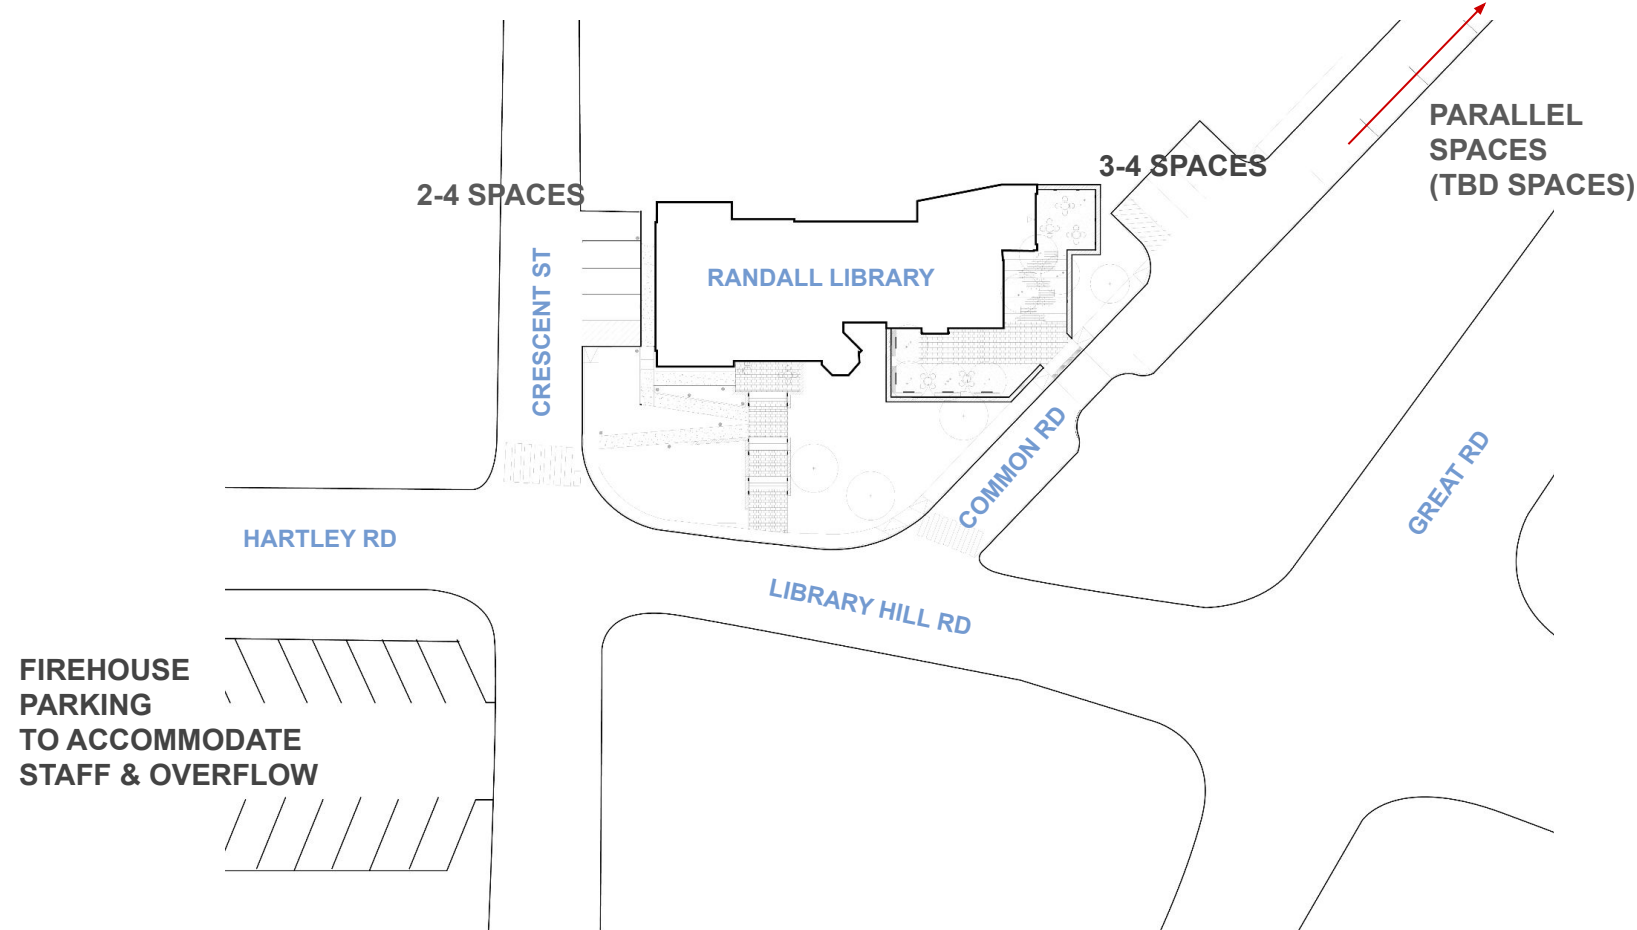 PARALLEL
SPACES
(TBD SPACES)
3-4 SPACES
2-4 SPACES
RANDALL LIBRARY
CRESCENT ST
COMMON RD
GREAT RD
HARTLEY RD
LIBRARY HILL RD
FIREHOUSE
PARKING
TO ACCOMMODATE
STAFF & OVERFLOW